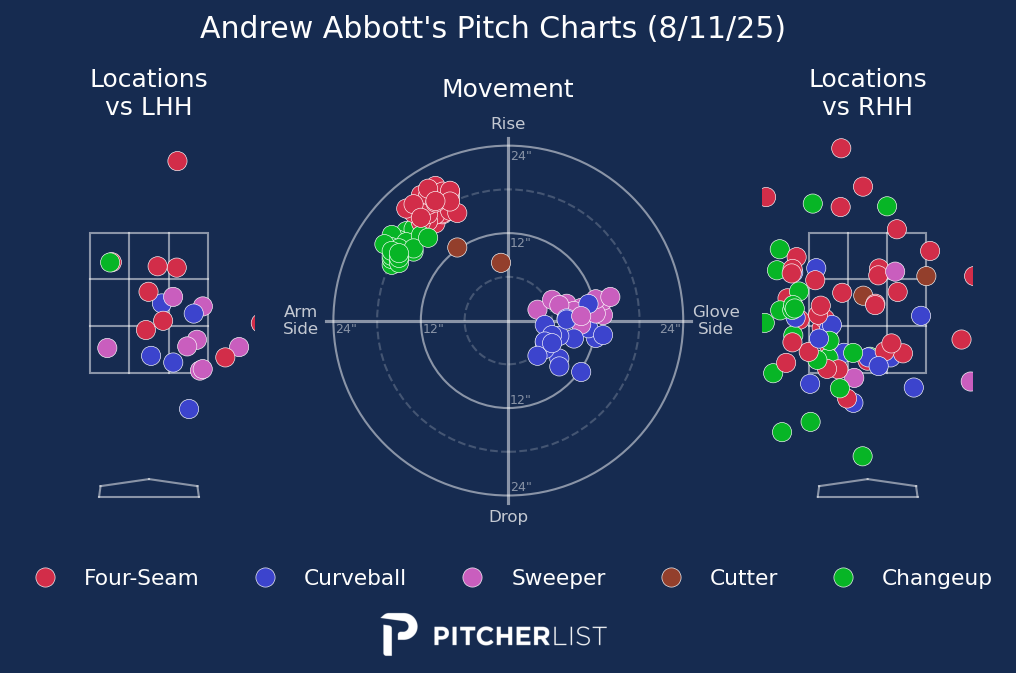 Andrew Abbott's Pitch Charts (8/11/25)
Locations
vs LHH
Movement
Locations
vs RHH
Rise
24"
12"
Arm
Side
24"
12"
24"
Glove
Side
12"
24"
Drop
Four-Seam
Curveball
Sweeper
Cutter
Changeup
PITCHERLIST